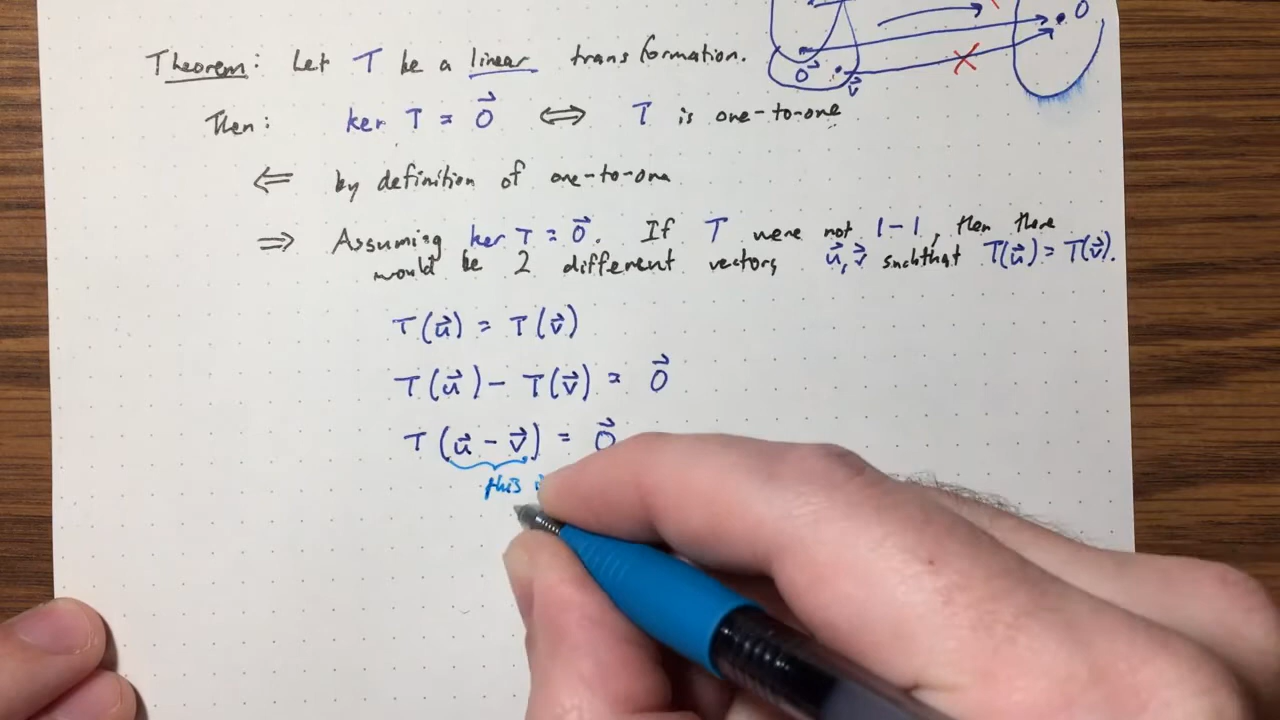 Theorem: Let T be a linear transformation.
Then: ker T = 0⃗ ⟺ T is one-to-one
⟸ by definition of one-to-one
⟹ Assuming ker T = 0⃗. If T were not 1-1, then there
would be 2 different vectors u⃗, v⃗ such that T(u⃗) = T(v⃗).
T(u⃗) = T(v⃗)
T(u⃗) - T(v⃗) = 0⃗
T(u⃗ - v⃗) = 0⃗
this
0⃗
v⃗
0